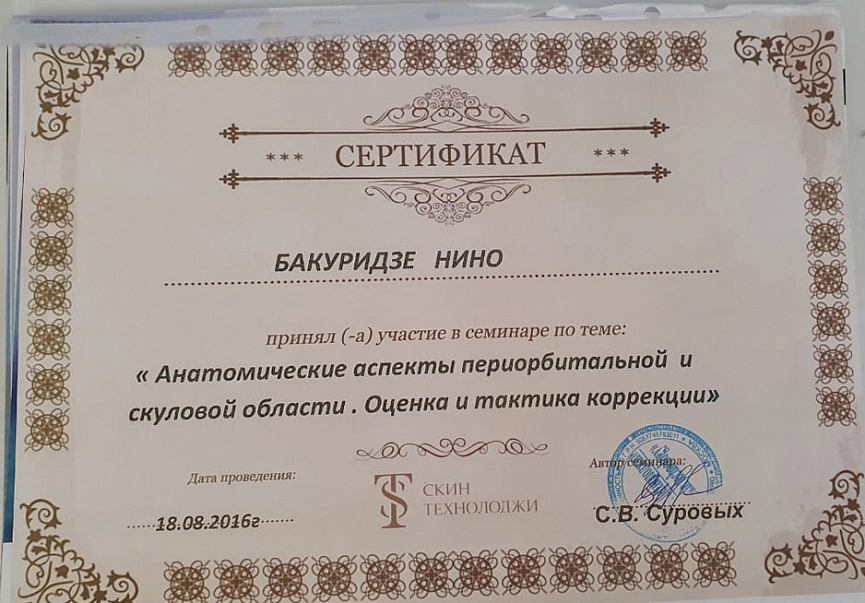 *** СЕРТИФИКАТ ***
БАКУРИДЗЕ НИНО
принял (-а) участие в семинаре по теме:
« Анатомические аспекты периорбитальной и
скуловой области . Оценка и тактика коррекции»
Дата проведения:
18.08.2016г
TS
СКИН
ТЕХНОЛОДЖИ
Автор семинара:
С.В. Суровых